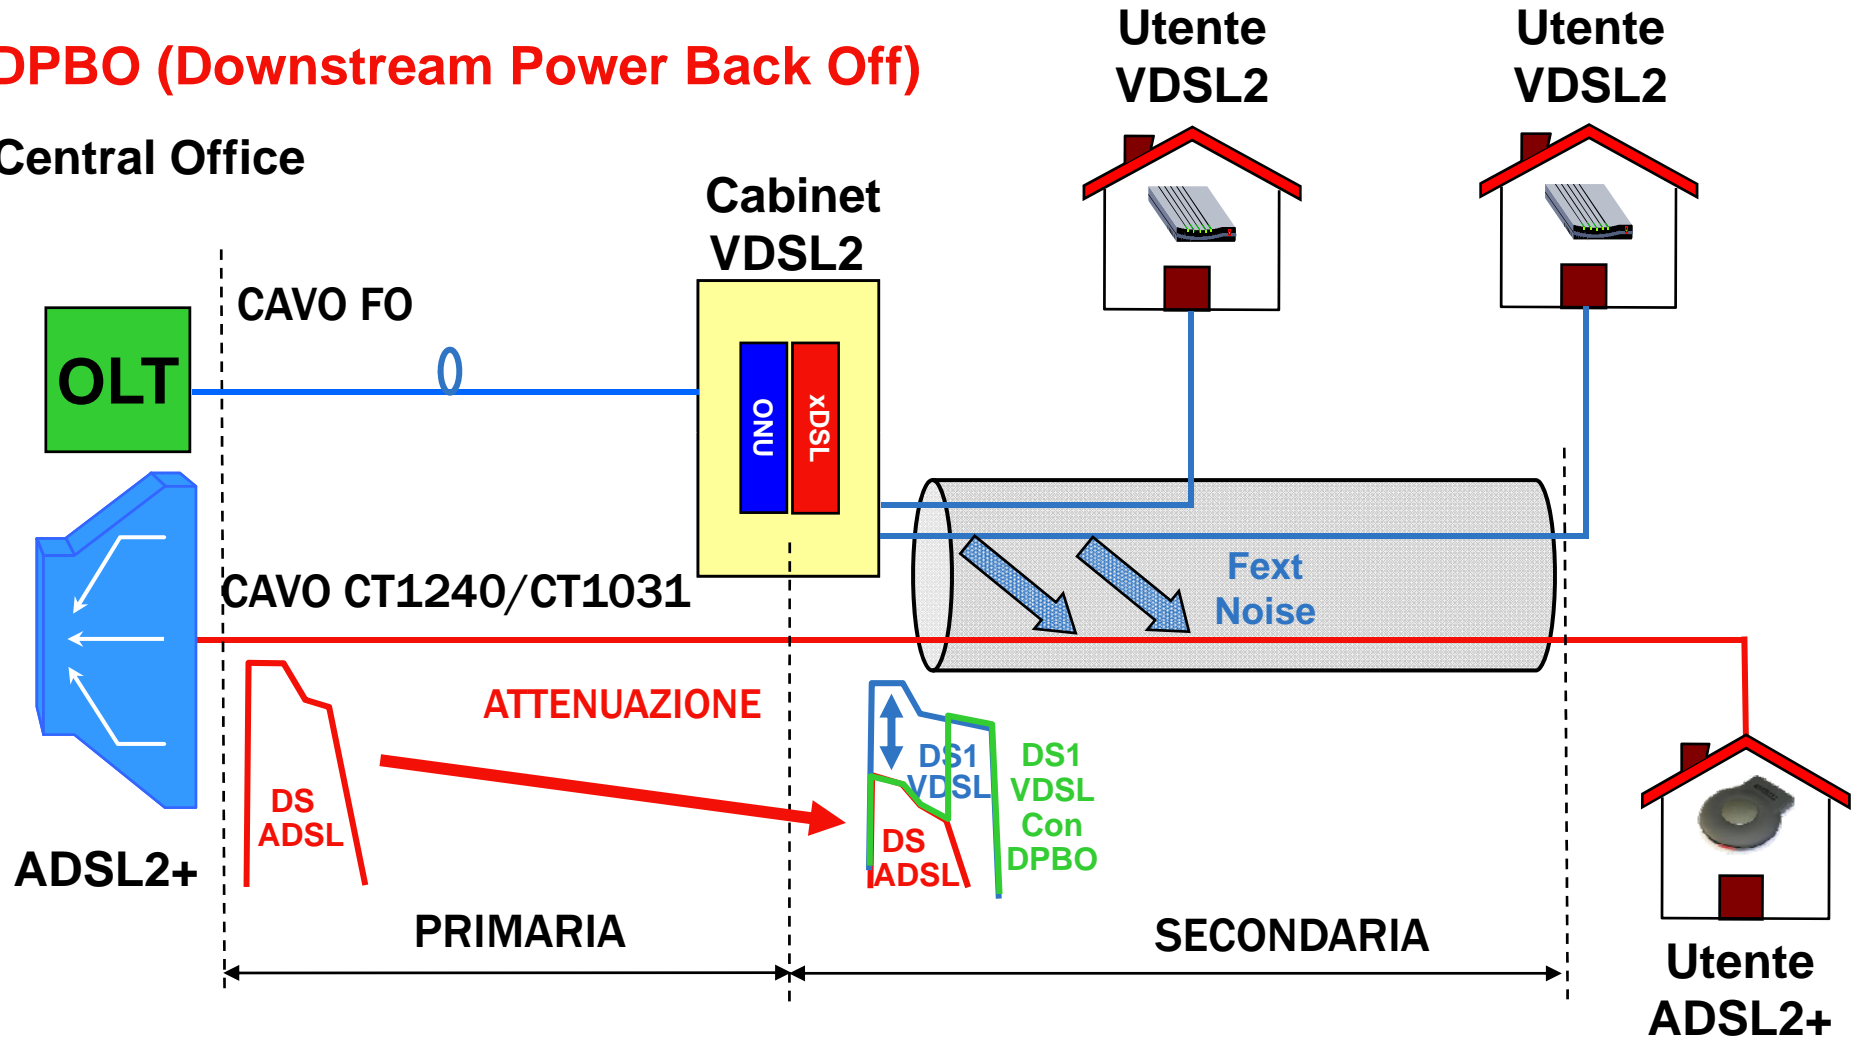 DPBO (Downstream Power Back Off)
Central Office
Utente
VDSL2
Utente
VDSL2
Cabinet
VDSL2
CAVO FO
OLT
ONU
xDSL
CAVO CT1240/CT1031
Fext
Noise
ATTENUAZIONE
DS
ADSL
DS1
VDSL
DS
ADSL
DS1
VDSL
Con
DPBO
ADSL2+
PRIMARIA
SECONDARIA
Utente
ADSL2+